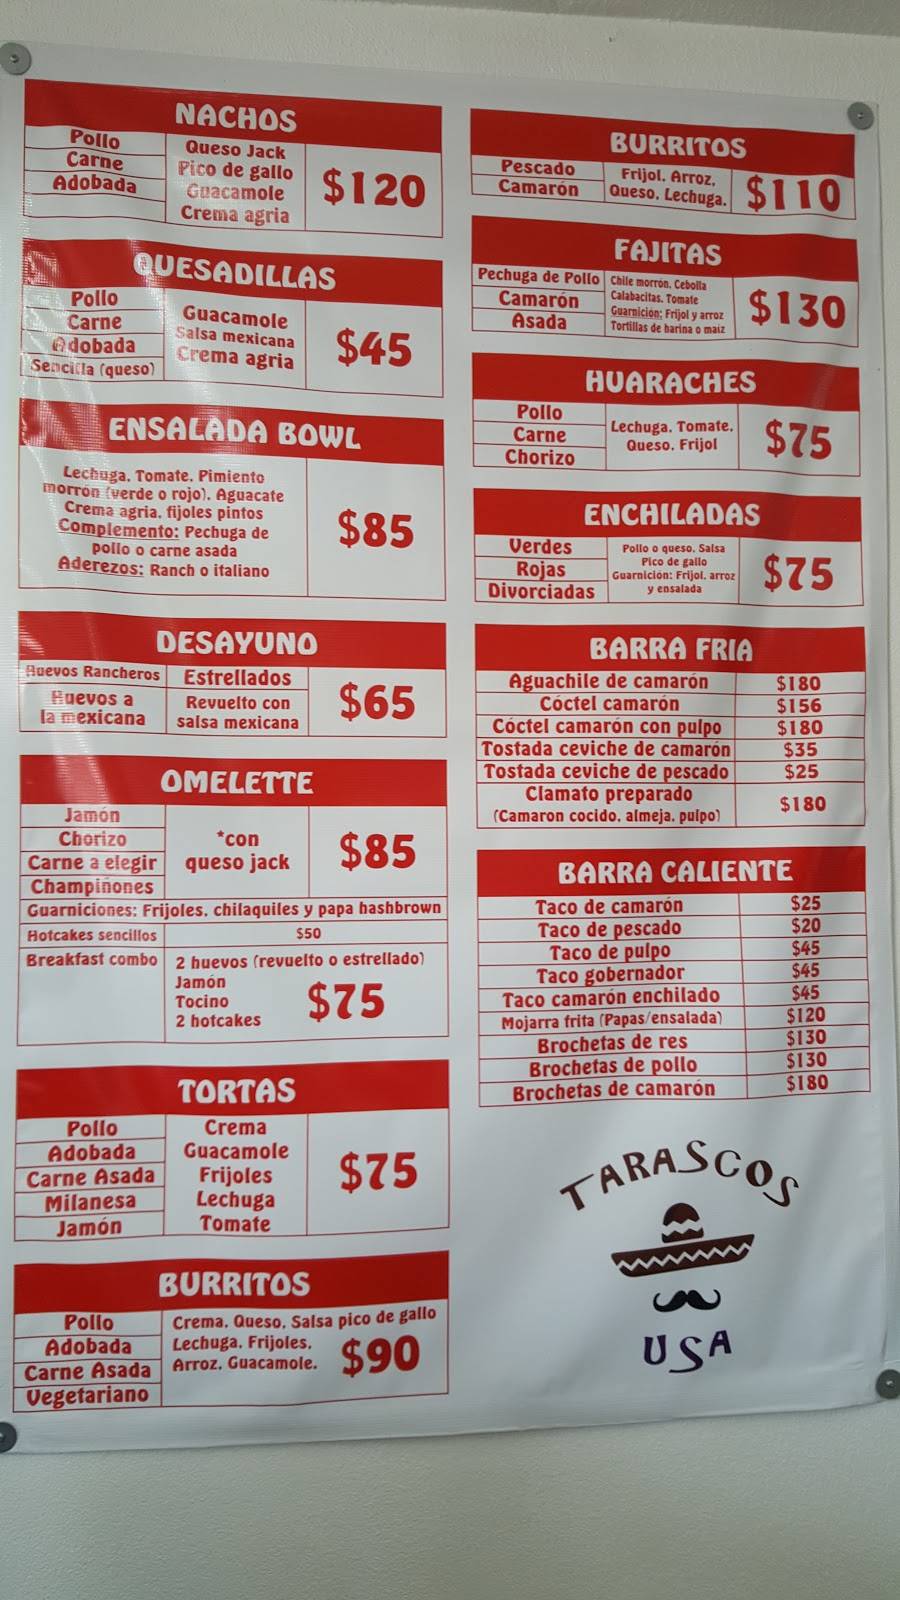 NACHOS
Pollo
Carne
Adobada
Queso Jack
Pico de gallo
Guacamole
Crema agria
$120
QUESADILLAS
Pollo
Carne
Adobada
Sencilla (queso)
Guacamole
Salsa mexicana
Crema agria
$45
ENSALADA BOWL
Lechuga, Tomate, Pimiento
morrón (verde o rojo), Aguacate
Crema agria, fijoles pintos
Complemento: Pechuga de
pollo o carne asada
Aderezos: Ranch o italiano
$85
DESAYUNO
Huevos Rancheros
Estrellados
Huevos a
la mexicana
Revuelto con
salsa mexicana
$65
OMELETTE
Jamón
Chorizo
Carne a elegir
Champiñones
*con
queso jack
$85
Guarniciones: Frijoles, chilaquiles y papa hashbrown
Hotcakes sencillos $50
Breakfast combo
2 huevos (revuelto o estrellado)
Jamón
Tocino
2 hotcakes
$75
TORTAS
Pollo
Adobada
Carne Asada
Milanesa
Jamón
Crema
Guacamole
Frijoles
Lechuga
Tomate
$75
BURRITOS
Pollo
Adobada
Carne Asada
Vegetariano
Crema, Queso, Salsa pico de gallo
Lechuga, Frijoles,
Arroz, Guacamole.
$90
BURRITOS
Pescado
Camarón
Frijol, Arroz,
Queso, Lechuga.
$110
FAJITAS
Pechuga de Pollo
Camarón
Asada
Chile morrón, Cebolla
Calabacitas, Tomate
Guarnición: Frijol y arroz
Tortillas de harina o maiz
$130
HUARACHES
Pollo
Carne
Chorizo
Lechuga, Tomate,
Queso, Frijol
$75
ENCHILADAS
Verdes
Rojas
Divorciadas
Pollo o queso, Salsa
Pico de gallo
Guarnición: Frijol, arroz
y ensalada
$75
BARRA FRIA
Aguachile de camarón $180
Cóctel camarón $156
Cóctel camarón con pulpo $180
Tostada ceviche de camarón $35
Tostada ceviche de pescado $25
Clamato preparado
(Camaron cocido, almeja, pulpo)
$180
BARRA CALIENTE
Taco de camarón $25
Taco de pescado $20
Taco de pulpo $45
Taco gobernador $45
Taco camarón enchilado $45
Mojarra frita (Papas/ensalada) $120
Brochetas de res $130
Brochetas de pollo $130
Brochetas de camarón $180
TARASCOS
USA